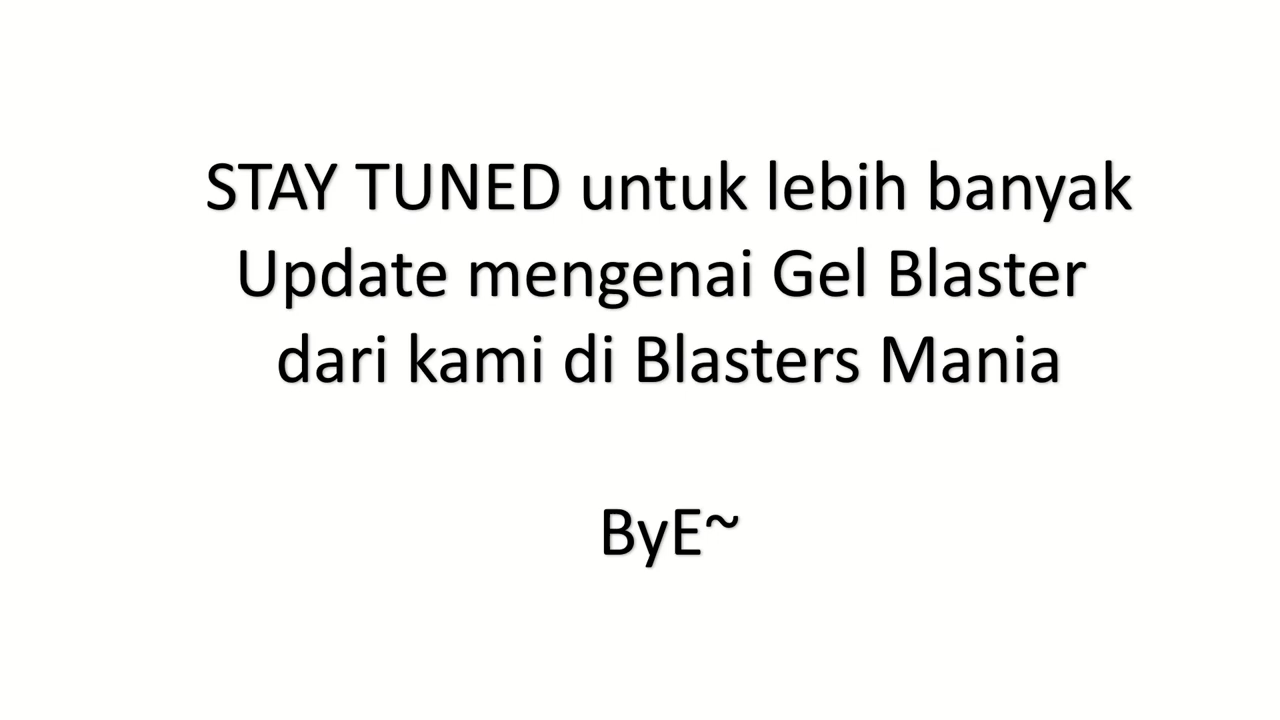 STAY TUNED untuk lebih banyak
Update mengenai Gel Blaster
dari kami di Blasters Mania
ByE~